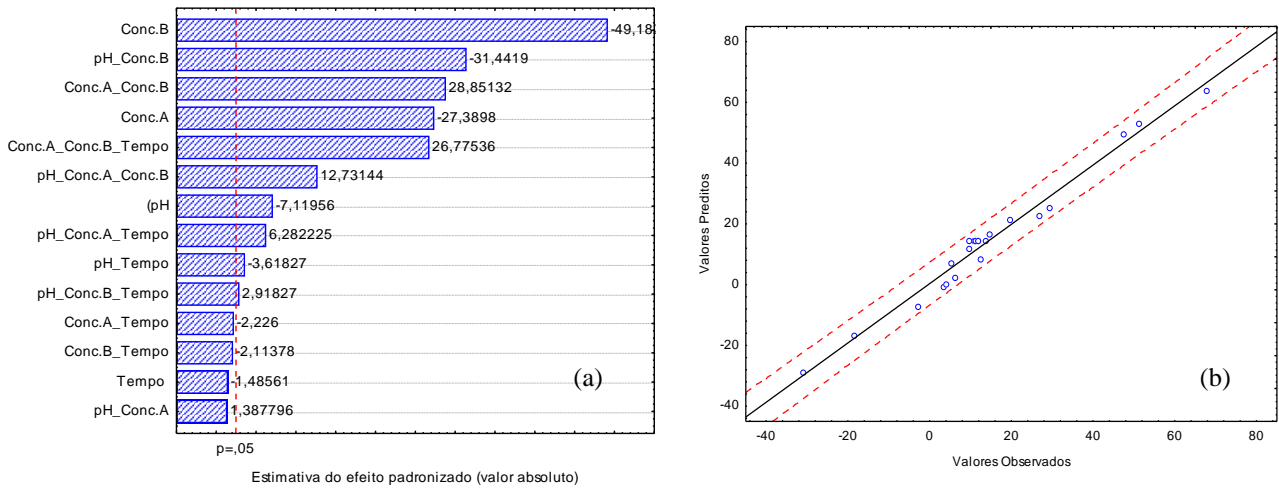 Conc.B -49,18
pH_Conc.B -31,4419
Conc.A_Conc.B 28,85132
Conc.A -27,3898
Conc.A_Conc.B_Tempo 26,77536
pH_Conc.A_Conc.B 12,73144
(pH -7,11956
pH_Conc.A_Tempo 6,282225
pH_Tempo -3,61827
pH_Conc.B_Tempo 2,91827
Conc.A_Tempo -2,226
Conc.B_Tempo -2,11378
Tempo -1,48561
pH_Conc.A 1,387796
(a)
p=,05
Estimativa do efeito padronizado (valor absoluto)
Valores Preditos
80
60
40
20
0
-20
-40
(b)
-40 -20 0 20 40 60 80
Valores Observados